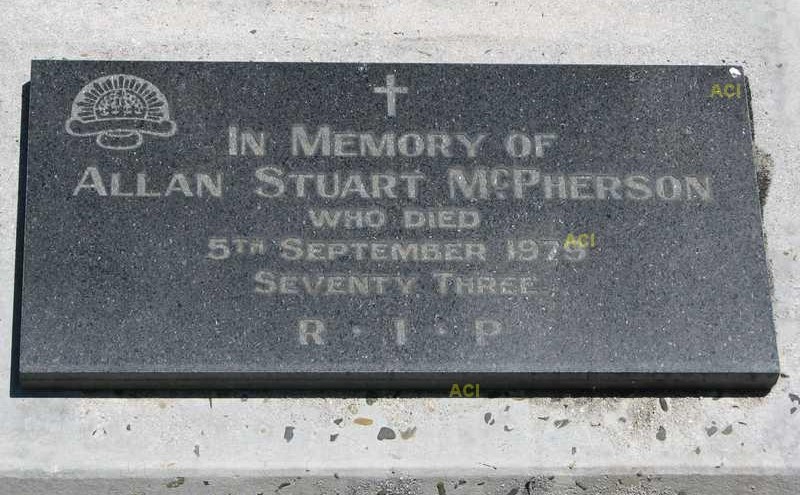 ACI
IN MEMORY OF
ALLAN STUART McPHERSON
WHO DIED
5TH SEPTEMBER 1975
ACI
SEVENTY THREE
R · I · P
ACI